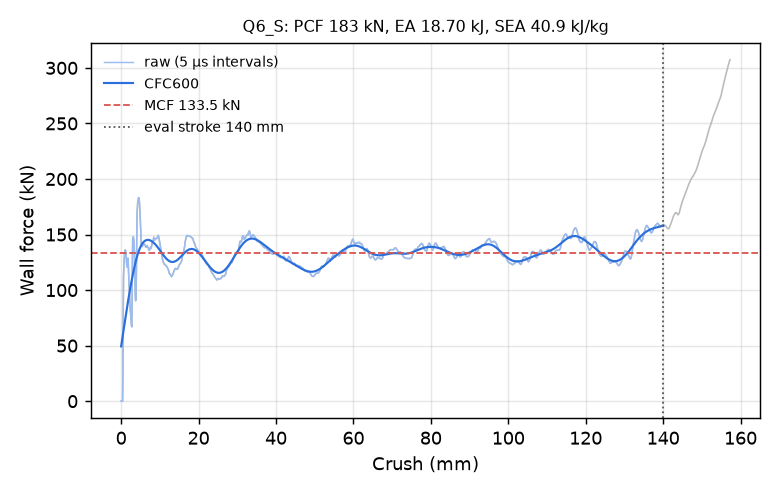 Q6_S: PCF 183 kN, EA 18.70 kJ, SEA 40.9 kJ/kg
raw (5 µs intervals)
CFC600
MCF 133.5 kN
eval stroke 140 mm
Wall force (kN)
300
250
200
150
100
50
0
0 20 40 60 80 100 120 140 160
Crush (mm)